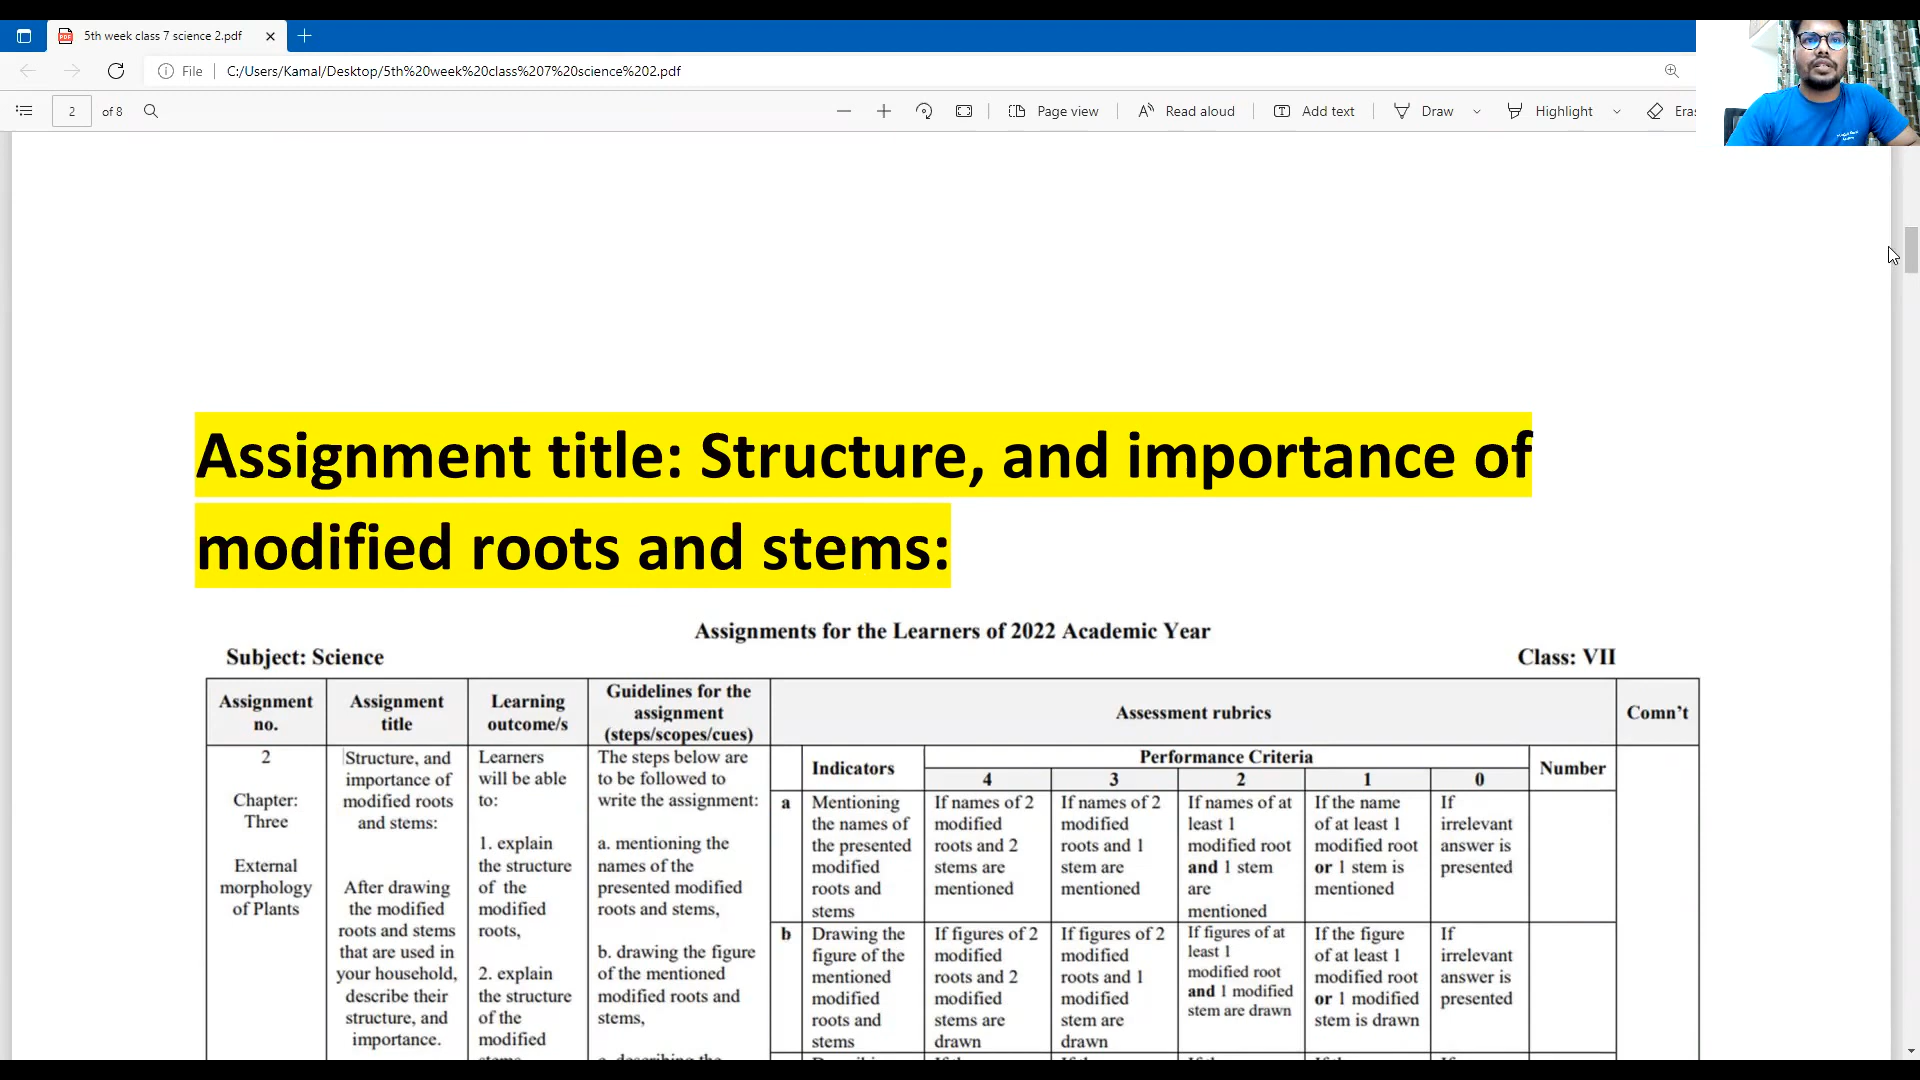 5th week class 7 science 2.pdf
File
C:/Users/Kamal/Desktop/5th%20week%20class%207%20science%202.pdf
2 of 8
Page view
Read aloud
Add text
Draw
Highlight
Eras
Assignment title: Structure, and importance of
modified roots and stems:
Assignments for the Learners of 2022 Academic Year
Subject: Science
Class: VII
Assignment
no.
Assignment
title
Learning
outcome/s
Guidelines for the
assignment
(steps/scopes/cues)
Assessment rubrics
Comn't
2
Chapter:
Three
External
morphology
of Plants
Structure, and
importance of
modified roots
and stems:
After drawing
the modified
roots and stems
that are used in
your household,
describe their
structure, and
importance.
Learners
will be able
to:
1. explain
the structure
of the
modified
roots,
2. explain
the structure
of the
modified
stems
The steps below are
to be followed to
write the assignment:
a. mentioning the
names of the
presented modified
roots and stems,
b. drawing the figure
of the mentioned
modified roots and
stems,
c. describing the
Indicators
Performance Criteria
4
3
2
1
0
Number
a
Mentioning
the names of
the presented
modified
roots and
stems
If names of 2
modified
roots and 2
stems are
mentioned
If names of 2
modified
roots and 1
stem are
mentioned
If names of at
least 1
modified root
and 1 stem
are
mentioned
If the name
of at least 1
modified root
or 1 stem is
mentioned
If
irrelevant
answer is
presented
b
Drawing the
figure of the
mentioned
modified
roots and
stems
If figures of 2
modified
roots and 2
modified
stems are
drawn
If figures of 2
modified
roots and 1
modified
stem are
drawn
If figures of at
least 1
modified root
and 1 modified
stem are drawn
If the figure
of at least 1
modified root
or 1 modified
stem is drawn
If
irrelevant
answer is
presented